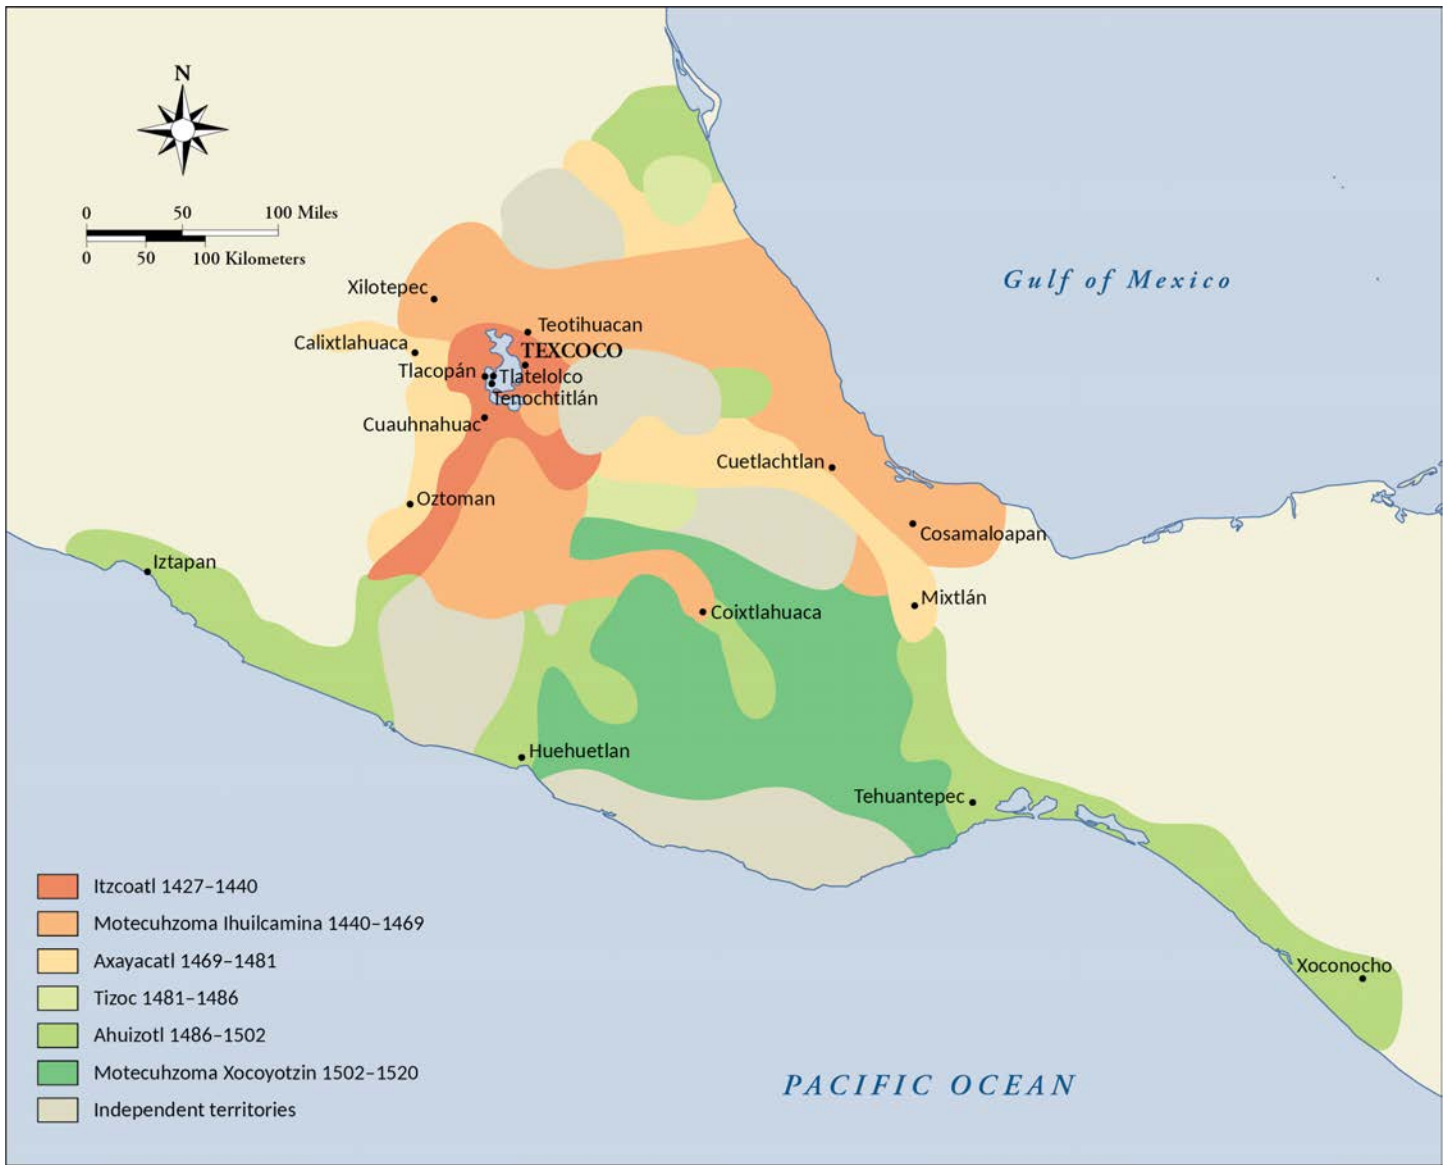 N
0 50 100 Miles
0 50 100 Kilometers
Gulf of Mexico
Xilotepec
Teotihuacan
Calixtlahuaca
TEXCOCO
Tlacopán
Tlatelolco
Tenochtitlán
Cuauhnahuac
Cuetlachtlan
Oztoman
Cosamaloapan
Iztapan
Mixtlán
Coixtlahuaca
Huehuetlan
Tehuantepec
Xoconocho
Itzcoatl 1427–1440
Motecuhzoma Ihuilcamina 1440–1469
Axayacatl 1469–1481
Tizoc 1481–1486
Ahuizotl 1486–1502
Motecuhzoma Xocoyotzin 1502–1520
Independent territories
PACIFIC OCEAN